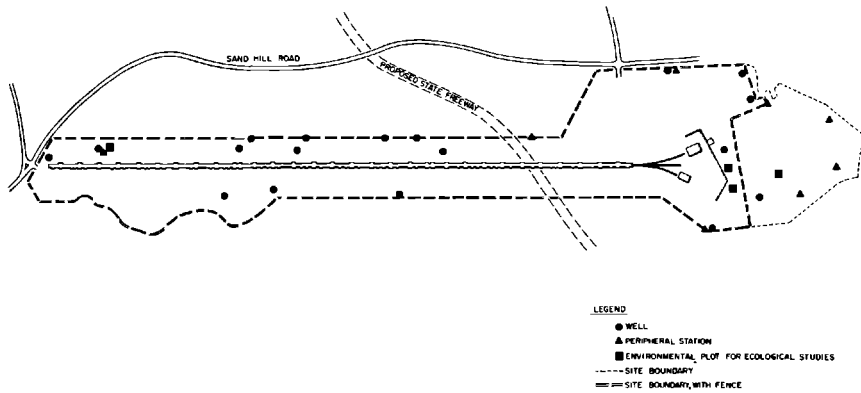 SAND HILL ROAD
PROPOSED STATE FREEWAY
LEGEND
WELL
PERIPHERAL STATION
ENVIRONMENTAL PLOT FOR ECOLOGICAL STUDIES
SITE BOUNDARY
SITE BOUNDARY, WITH FENCE